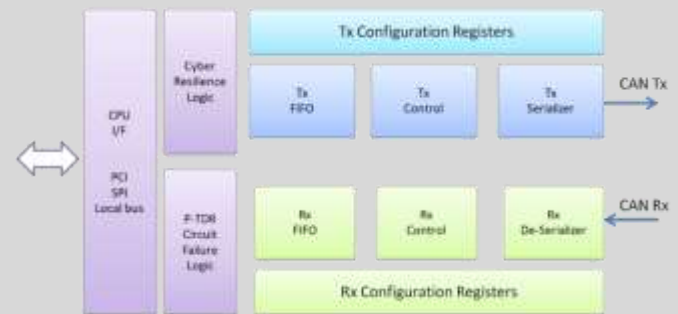 Tx Configuration Registers
Cyber
Resilience
Logic
Tx
FIFO
Tx
Control
Tx
Serializer
CAN Tx
CPU
I/F
PCI
SPI
Local bus
P-TDR
Circuit
Failure
Logic
Rx
FIFO
Rx
Control
Rx
De-Serializer
CAN Rx
Rx Configuration Registers